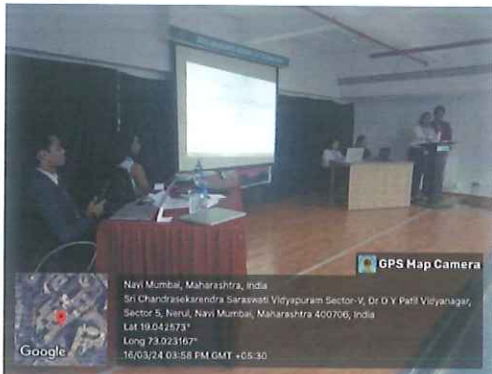 GPS Map Camera
Navi Mumbai, Maharashtra, India
Sri Chandrasekarendra Saraswati Vidyapuram Sector-V, Dr D Y Patil Vidyanagar,
Sector 5, Nerul, Navi Mumbai, Maharashtra 400706, India
Lat 19.042573°
Long 73.023167°
16/03/24 03:58 PM GMT +05:30
Google